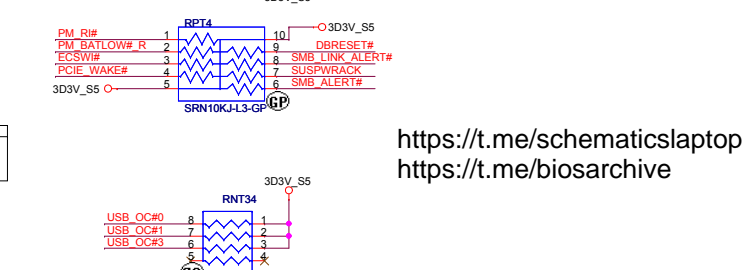 3D3V_S5
RPT4
PM_RI# 1 10 3D3V_S5
PM_BATLOW#_R 2 9 DBRESET#
ECSWI# 3 8 SMB_LINK_ALERT#
PCIE_WAKE# 4 7 SUSPWRACK
3D3V_S5 5 6 SMB_ALERT#
SRN10KJ-L3-GP GP
https://t.me/schematicslaptop
https://t.me/biosarchive
3D3V_S5
RNT34
USB_OC#0 8 1
USB_OC#1 7 2
USB_OC#3 6 3
5 4